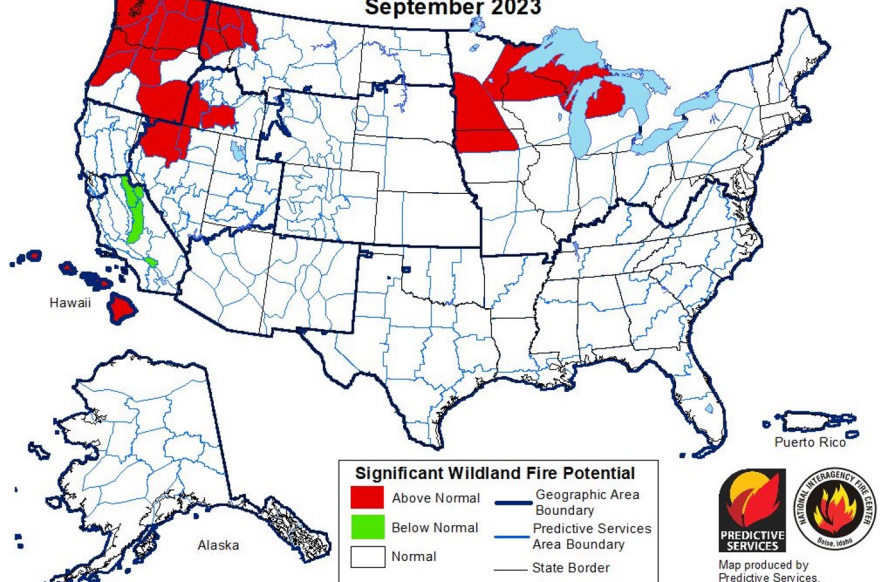 September 2023
Hawaii
Alaska
Puerto Rico
Significant Wildland Fire Potential
Above Normal
Below Normal
Normal
Geographic Area
Boundary
Predictive Services
Area Boundary
State Border
PREDICTIVE
SERVICES
NATIONAL INTERAGENCY FIRE CENTER
Boise, Idaho
Map produced by
Predictive Services,